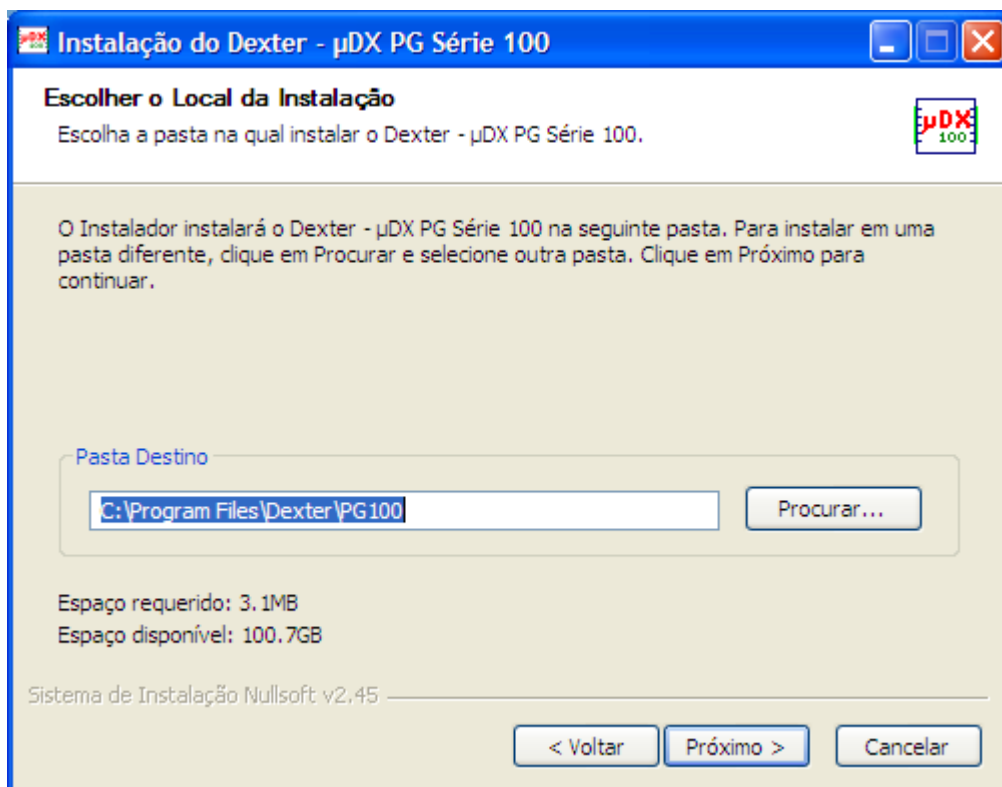 Instalação do Dexter - µDX PG Série 100
Escolher o Local da Instalação
Escolha a pasta na qual instalar o Dexter - µDX PG Série 100.
µDX
100
O Instalador instalará o Dexter - µDX PG Série 100 na seguinte pasta. Para instalar em uma
pasta diferente, clique em Procurar e selecione outra pasta. Clique em Próximo para
continuar.
Pasta Destino
C:\Program Files\Dexter\PG100
Procurar...
Espaço requerido: 3.1MB
Espaço disponível: 100.7GB
Sistema de Instalação Nullsoft v2.45
< Voltar
Próximo >
Cancelar